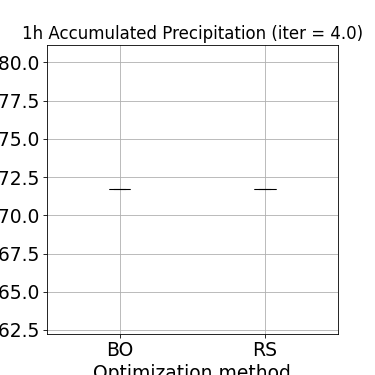 1h Accumulated Precipitation (iter = 4.0)
80.0
77.5
75.0
72.5
70.0
67.5
65.0
62.5
BO RS
Optimization method